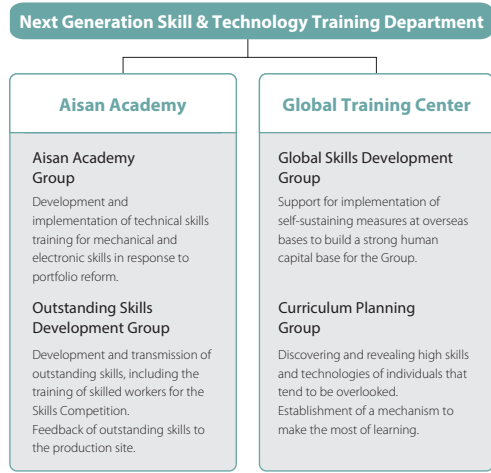 Next Generation Skill & Technology Training Department
Aisan Academy
Aisan Academy
Group
Development and
implementation of technical skills
training for mechanical and
electronic skills in response to
portfolio reform.
Outstanding Skills
Development Group
Development and transmission of
outstanding skills, including the
training of skilled workers for the
Skills Competition.
Feedback of outstanding skills to
the production site.
Global Training Center
Global Skills Development
Group
Support for implementation of
self-sustaining measures at overseas
bases to build a strong human
capital base for the Group.
Curriculum Planning
Group
Discovering and revealing high skills
and technologies of individuals that
tend to be overlooked.
Establishment of a mechanism to
make the most of learning.